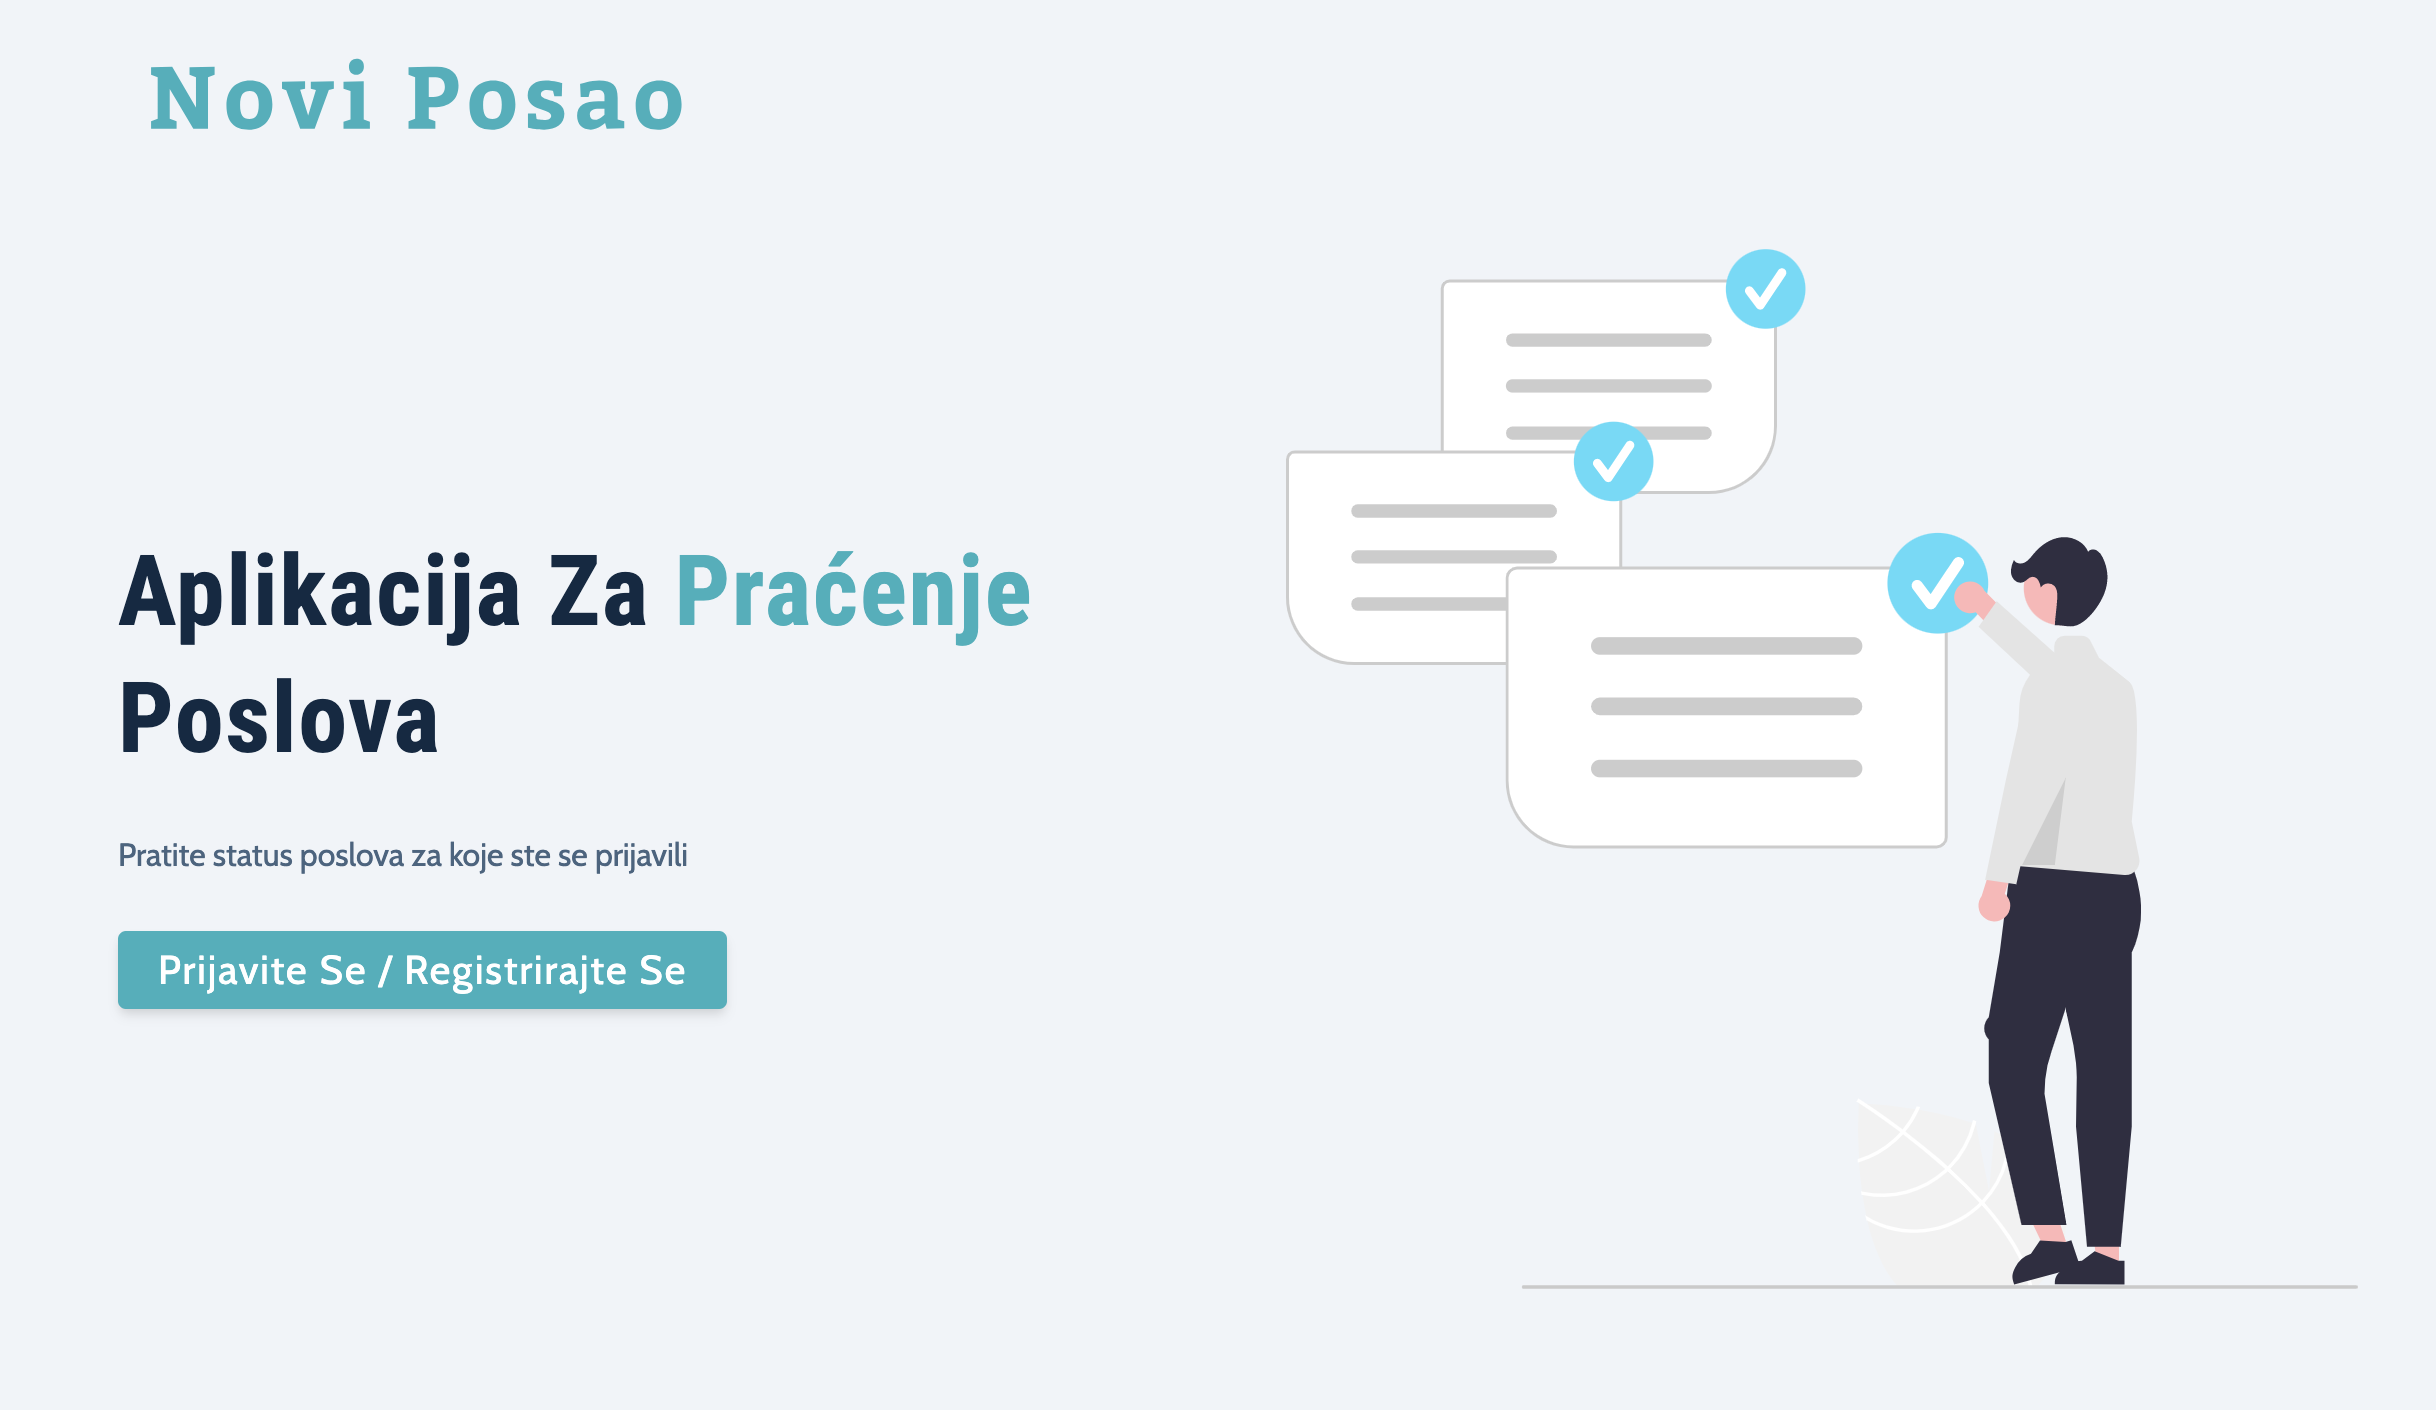 Novi Posao
Aplikacija Za Praćenje
Poslova
Pratite status poslova za koje ste se prijavili
Prijavite Se / Registrirajte Se